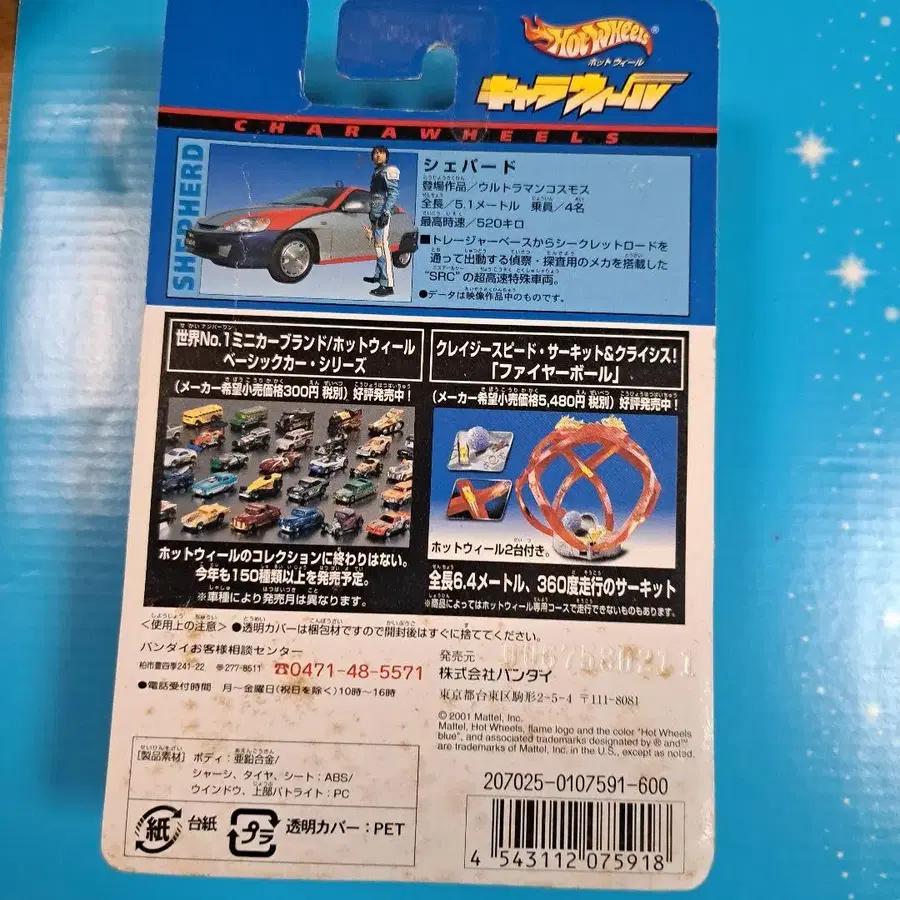 Hot Wheels®
ホットウィール
キャラウィール
CHARAWHEELS
SHEPHERD
シェパード
登場作品/ウルトラマンコスモス
全長/5.1メートル 乗員/4名
最高時速/520キロ
■トレージャーベースからシークレットロードを
通って出動する偵察・探査用のメカを搭載した
“SRC”の超高速特殊車両。
●データは映像作品中のものです。
世界No.1ミニカーブランド/ホットウィール
ベーシックカー・シリーズ
(メーカー希望小売価格300円 税別) 好評発売中!
ホットウィールのコレクションに終わりはない。
今年も150種類以上を発売予定。
※車種により発売月は異なります。
クレイジースピード・サーキット&クライシス!
「ファイヤーボール」
(メーカー希望小売価格5,480円 税別) 好評発売中!
ホットウィール2台付き。
全長6.4メートル、360度走行のサーキット
※商品によってはホットウィール専用コースで走行できないものもあります。
<使用上の注意> ●透明カバーは梱包材ですので開封後はすぐに捨ててください。
バンダイお客様相談センター
柏市豊四季241-22 〒277-8511 ☎0471-48-5571
●電話受付時間 月〜金曜日(祝日を除く)10時〜16時
発売元
株式会社バンダイ
東京都台東区駒形2-5-4 〒111-8081
© 2001 Mattel, Inc.
Mattel, Hot Wheels, flame logo and the color "Hot Wheels
blue", and associated trademarks designated by ® and™
are trademarks of Mattel, Inc. in the U.S., except as noted.
[製品素材] ボディ:亜鉛合金/
シャーシ、タイヤ、シート:ABS/
ウインドウ、上部パトライト:PC
紙 台紙 プラ 透明カバー:PET
207025-0107591-600
4 543112 075918